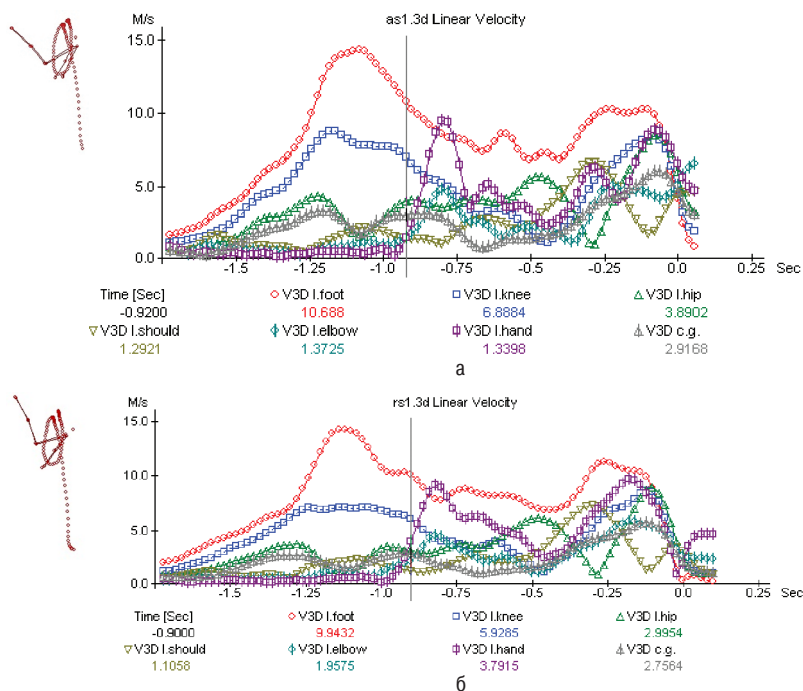 M/s as1.3d Linear Velocity
15.0
10.0
5.0
0.0
-1.5 -1.25 -1.0 -0.75 -0.5 -0.25 0.0 0.25 Sec
Time [Sec] V3D l.foot V3D l.knee V3D l.hip
-0.9200 10.688 6.8884 3.8902
V3D l.should V3D l.elbow V3D l.hand V3D c.g.
1.2921 1.3725 1.3398 2.9168
а
M/s rs1.3d Linear Velocity
15.0
10.0
5.0
0.0
-1.5 -1.25 -1.0 -0.75 -0.5 -0.25 0.0 0.25 Sec
Time [Sec] V3D l.foot V3D l.knee V3D l.hip
-0.9000 9.9432 5.9285 2.9954
V3D l.should V3D l.elbow V3D l.hand V3D c.g.
1.1058 1.9575 3.7915 2.7564
б